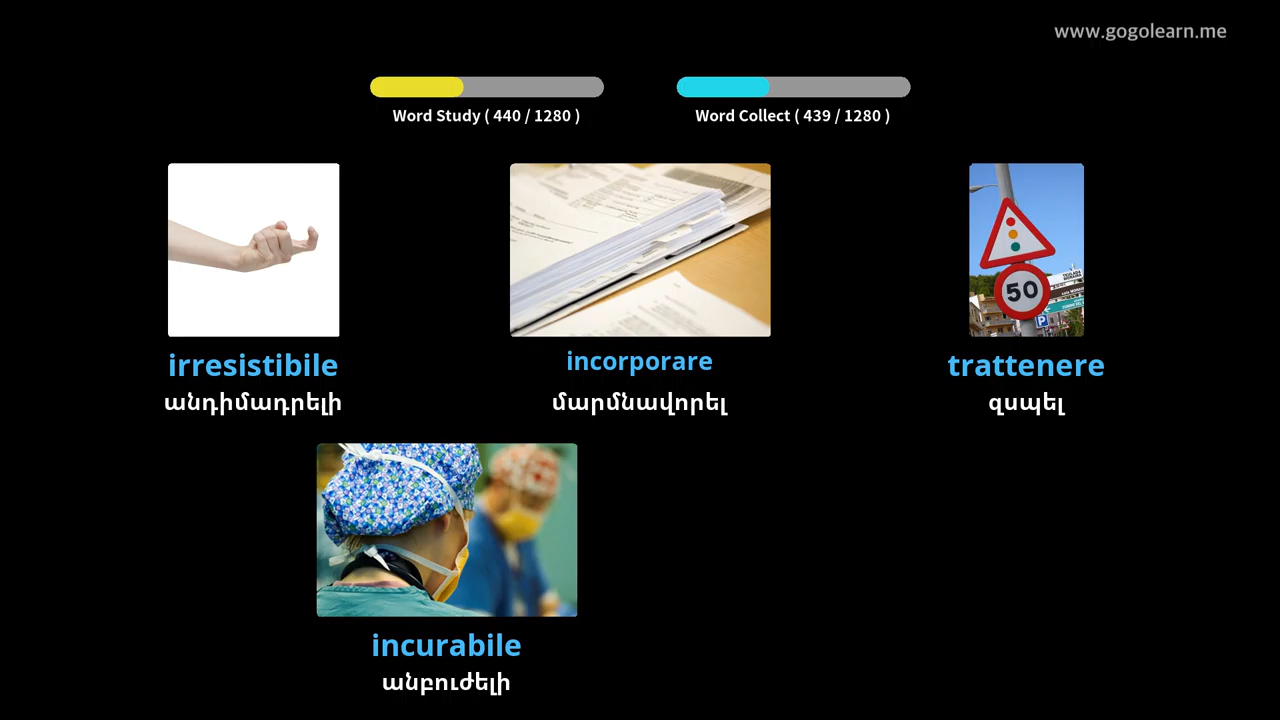 www.gogolearn.me
Word Study ( 440 / 1280 )
Word Collect ( 439 / 1280 )
irresistibile
անդիմադրելի
incorporare
մարմնավորել
50
P
trattenere
զսպել
incurabile
անբուժելի